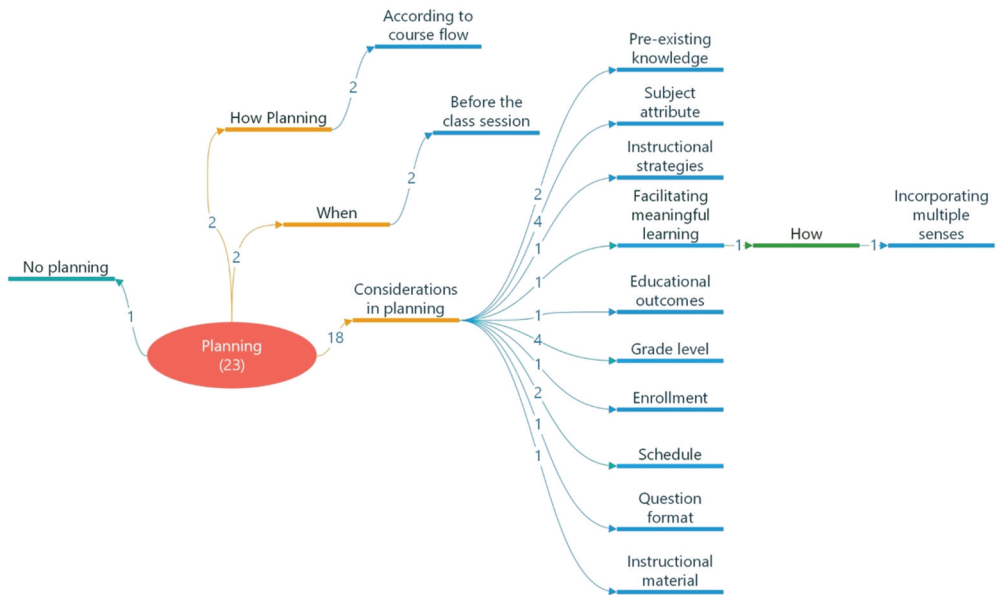 According to
course flow
2
How Planning
2
Before the
class session
2
When
2
No planning
1
Planning
(23)
18
Considerations
in planning
2
Pre-existing
knowledge
4
Subject
attribute
1
Instructional
strategies
1
Facilitating
meaningful
learning
1
How
1
Incorporating
multiple
senses
1
Educational
outcomes
4
Grade level
1
Enrollment
2
Schedule
1
Question
format
1
Instructional
material